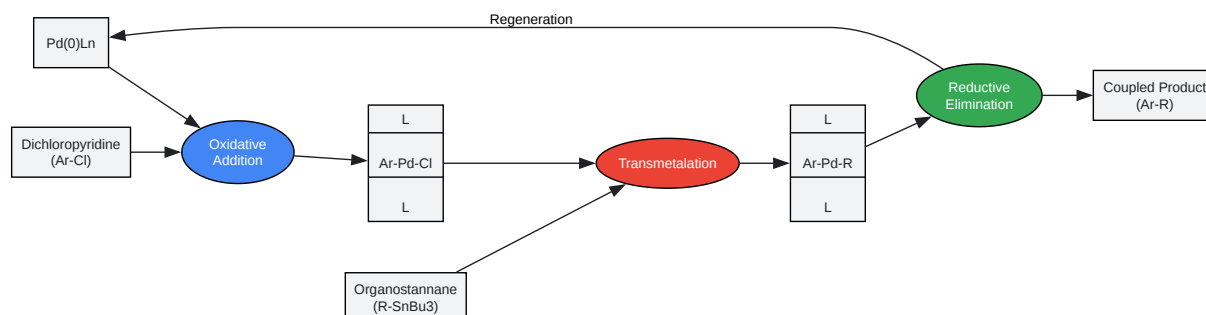 Regeneration
Pd(0)Ln
Dichloropyridine
(Ar-Cl)
Oxidative
Addition
L
Ar-Pd-Cl
L
Organostannane
(R-SnBu3)
Transmetalation
L
Ar-Pd-R
L
Reductive
Elimination
Coupled Product
(Ar-R)